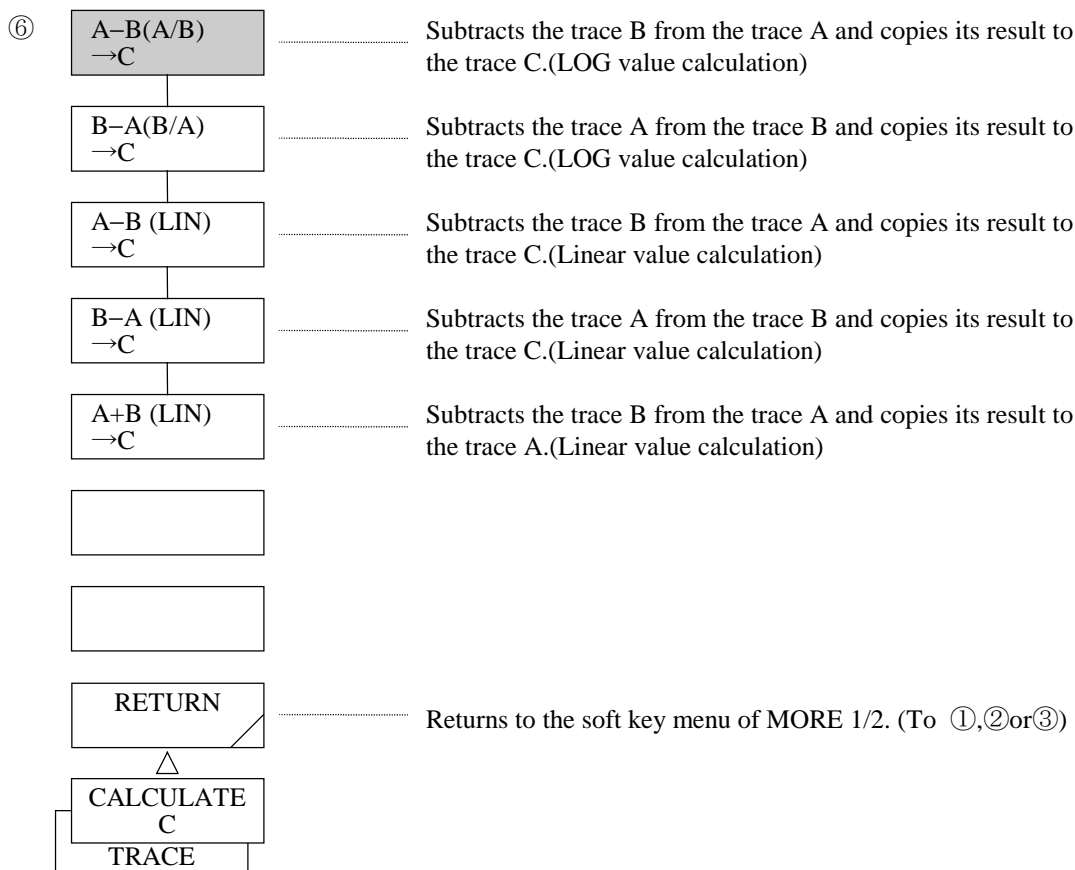 ⑥
A−B(A/B)
→C
Subtracts the trace B from the trace A and copies its result to
the trace C.(LOG value calculation)
B−A(B/A)
→C
Subtracts the trace A from the trace B and copies its result to
the trace C.(LOG value calculation)
A−B (LIN)
→C
Subtracts the trace B from the trace A and copies its result to
the trace C.(Linear value calculation)
B−A (LIN)
→C
Subtracts the trace A from the trace B and copies its result to
the trace C.(Linear value calculation)
A+B (LIN)
→C
Subtracts the trace B from the trace A and copies its result to
the trace A.(Linear value calculation)
RETURN
Returns to the soft key menu of MORE 1/2. (To ①,②or③)
CALCULATE
C
TRACE